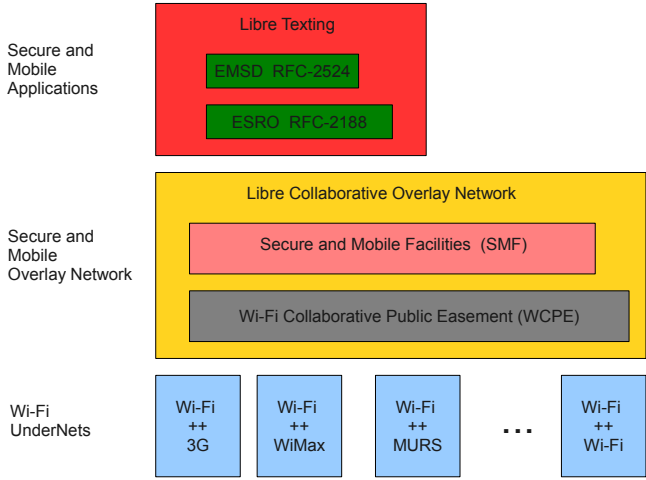 Secure and
Mobile
Applications
Libre Texting
EMSD RFC-2524
ESRO RFC-2188
Secure and
Mobile
Overlay Network
Libre Collaborative Overlay Network
Secure and Mobile Facilities (SMF)
Wi-Fi Collaborative Public Easement (WCPE)
Wi-Fi
UnderNets
Wi-Fi
++
3G
Wi-Fi
++
WiMax
Wi-Fi
++
MURS
...
Wi-Fi
++
Wi-Fi